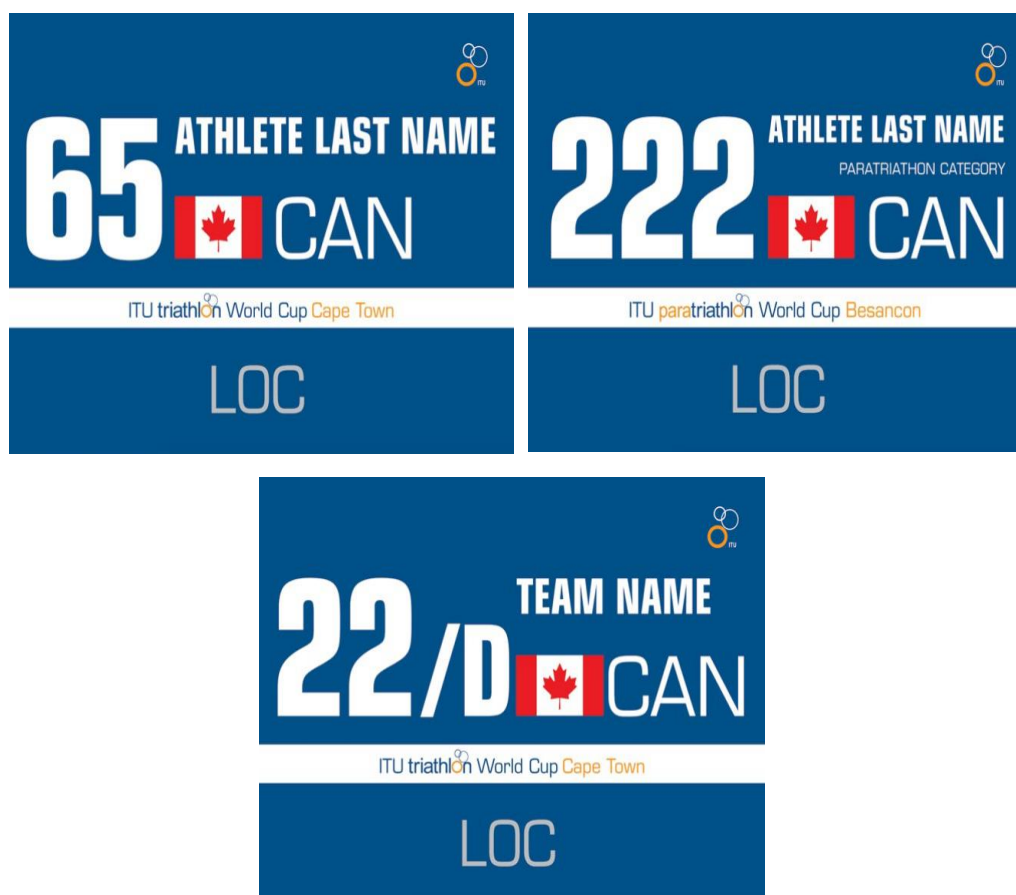 ITU
65 ATHLETE LAST NAME
CAN
ITU triathlon World Cup Cape Town
LOC
ITU
222 ATHLETE LAST NAME
PARATRIATHON CATEGORY
CAN
ITU paratriathlon World Cup Besancon
LOC
ITU
22/D TEAM NAME
CAN
ITU triathlon World Cup Cape Town
LOC